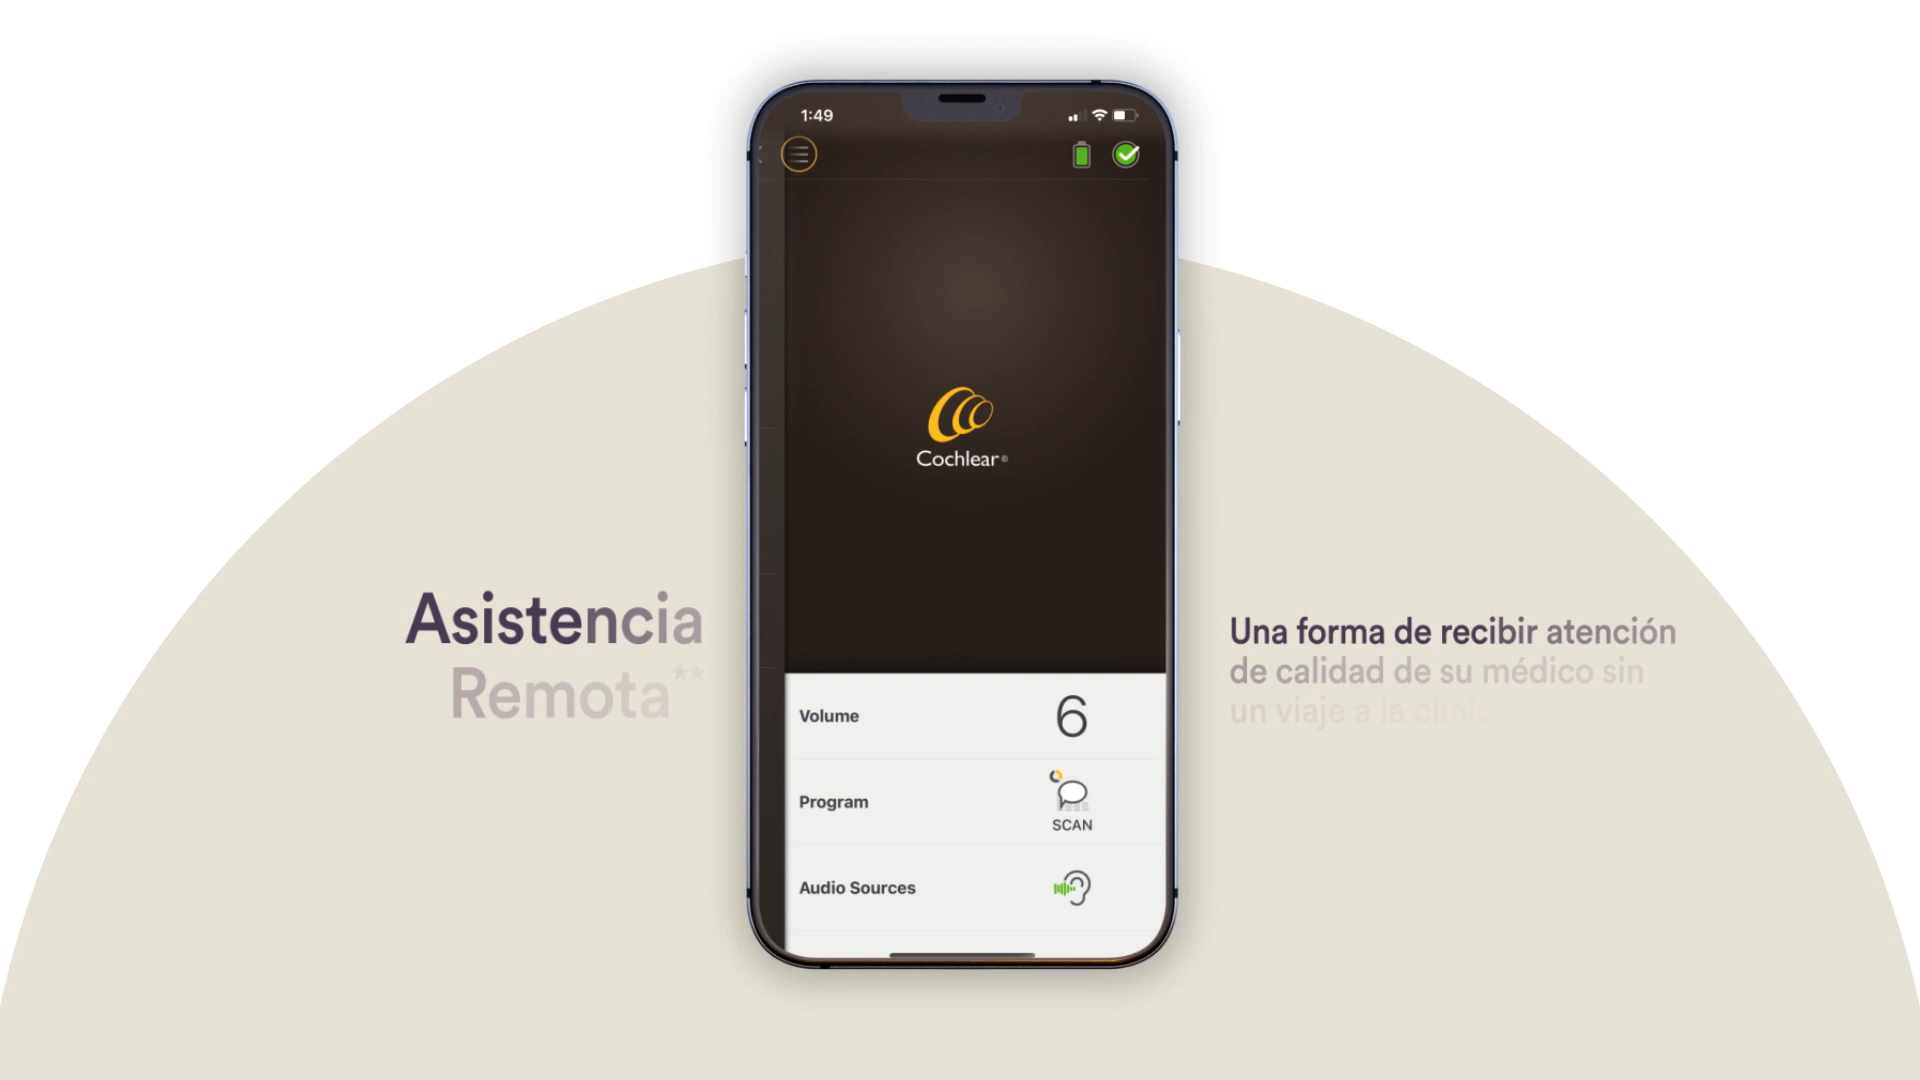 1:49
Cochlear®
Asistencia
Remota**
Una forma de recibir atención
de calidad de su médico sin
un viaje a la clínica.
Volume
6
Program
SCAN
Audio Sources